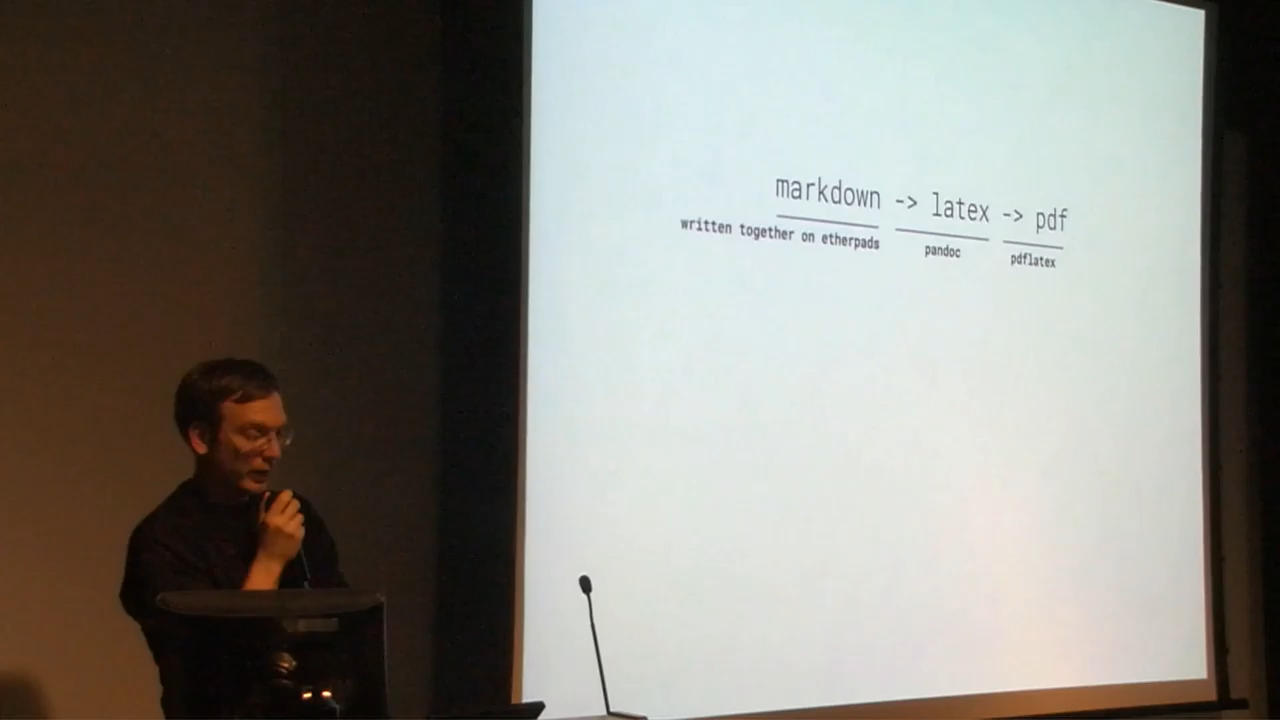 markdown -> latex -> pdf
written together on etherpads pandoc pdflatex